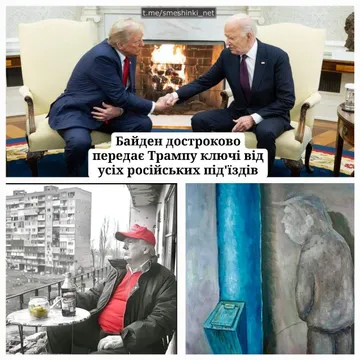 t.me/smeshinki_net
Байден достроково
передає Трампу ключі від
усіх російських під'їздів